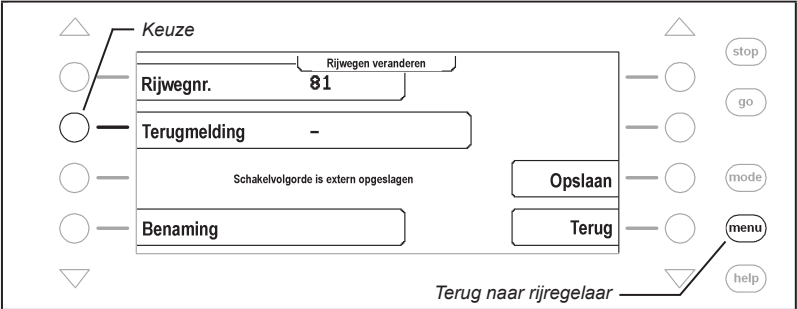 Keuze
Rijwegen veranderen
Rijwegnr. 81
Terugmelding –
Schakelvolgorde is extern opgeslagen
Opslaan
Benaming
Terug
stop
go
mode
menu
help
Terug naar rijregelaar